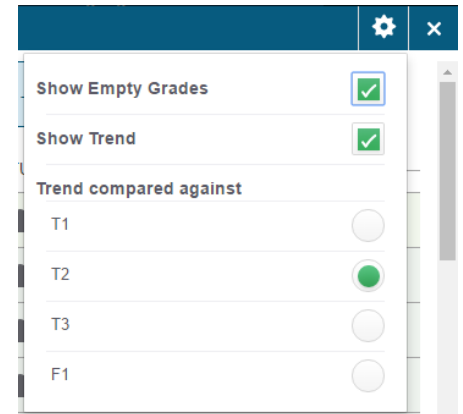 Show Empty Grades
Show Trend
Trend compared against
T1
T2
T3
F1